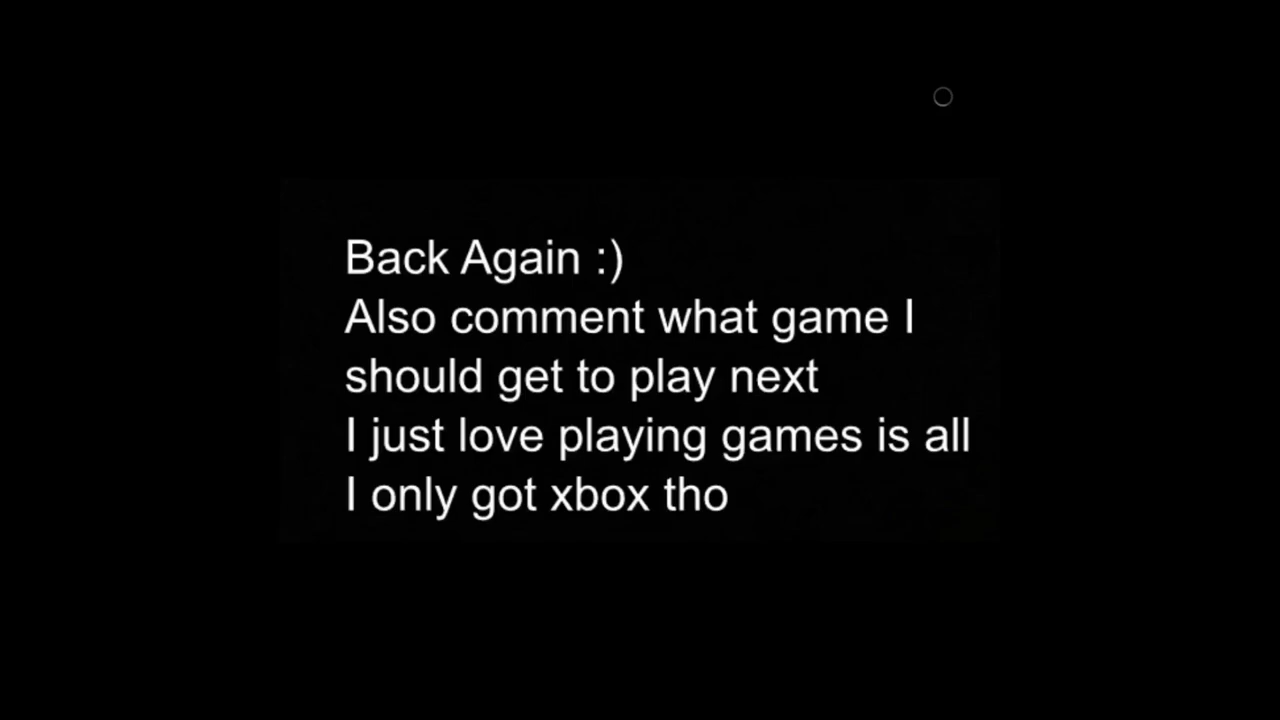 Back Again :)
Also comment what game I
should get to play next
I just love playing games is all
I only got xbox tho